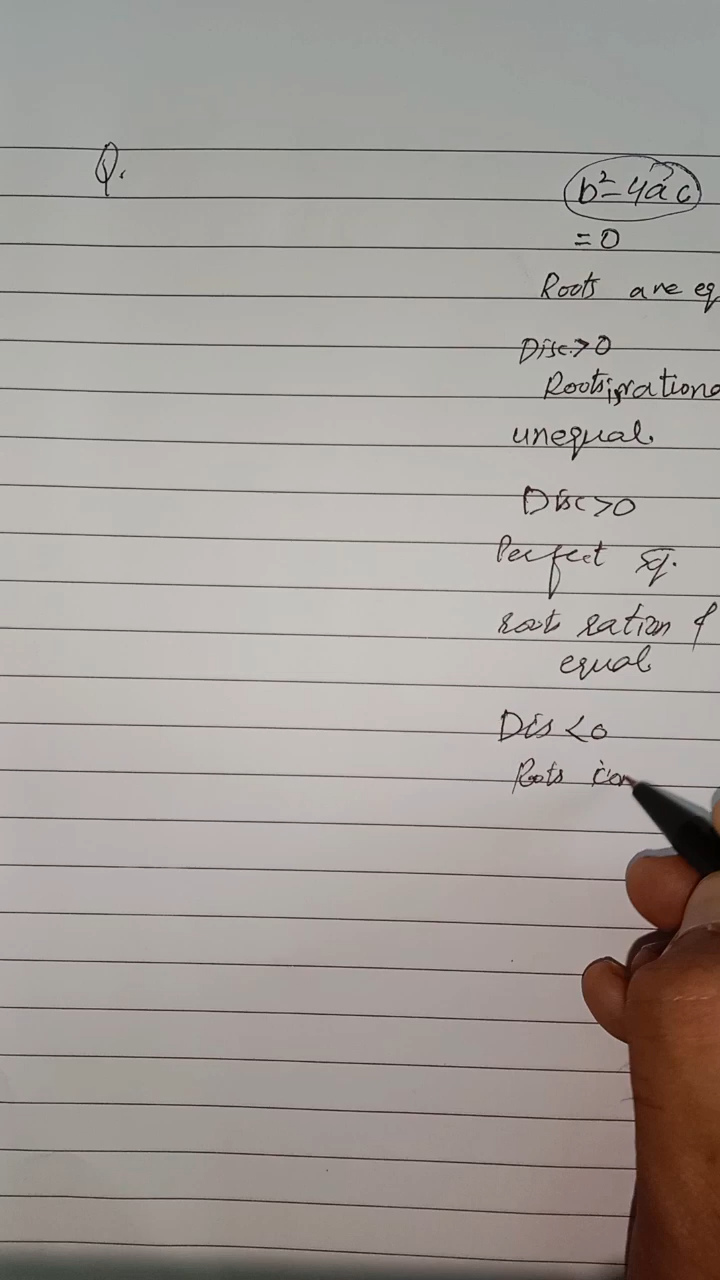 Q.
b²-4ac
= 0
Roots are eq
Disc.>0
Roots irrationa
unequal.
Disc>0
Perfect sq.
root ration &
equal
Dis <0
Roots